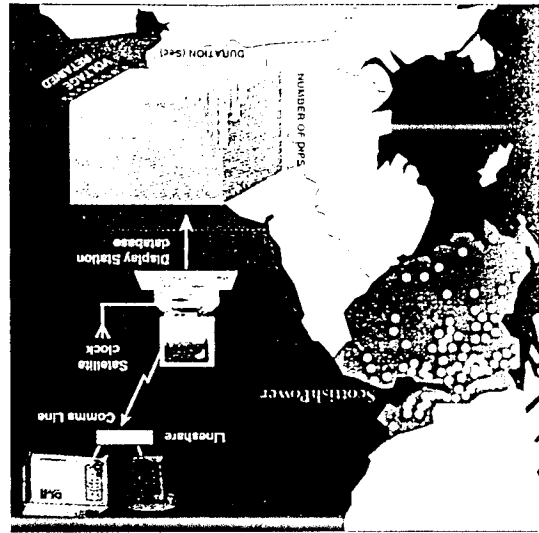 Lineshare
Comms Line
ScottishPower
Satellite
clock
Display Station
database
NUMBER OF DIPS
DURATION (Sec)
VOLTAGE
RETAINED